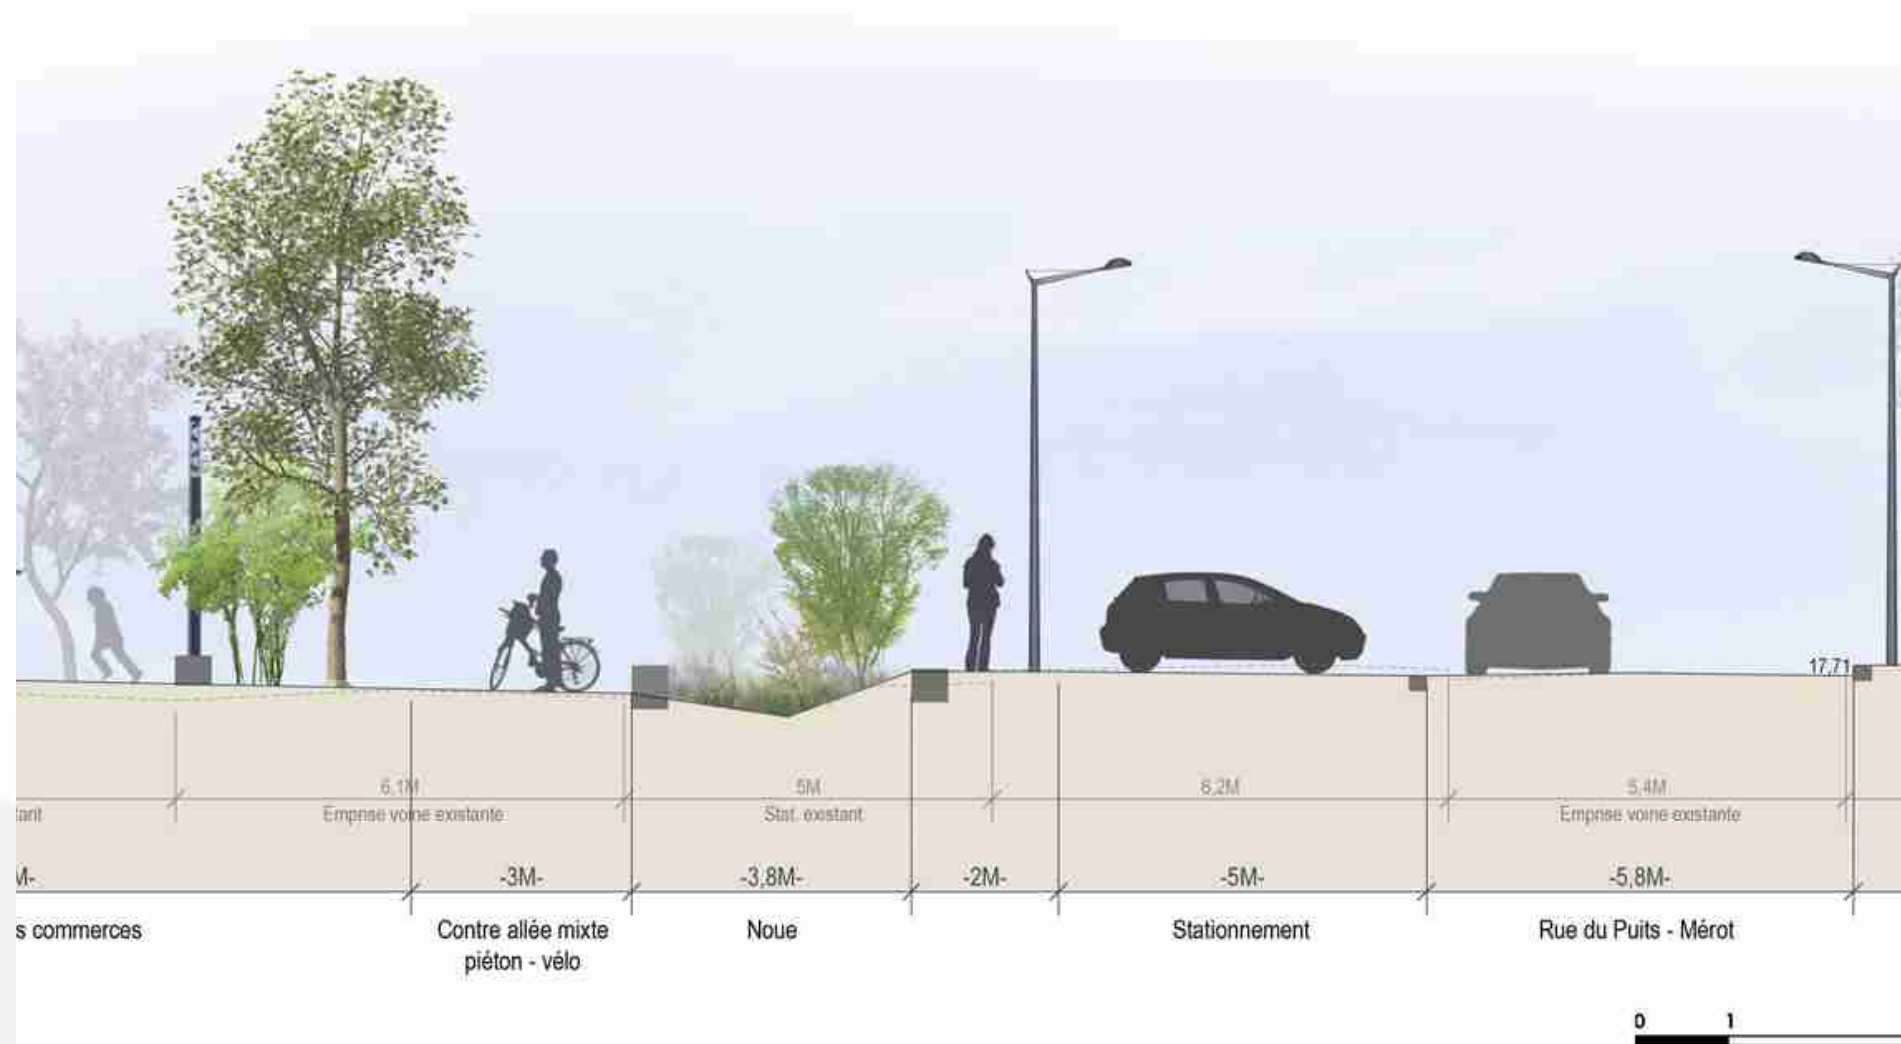 17,71
6,1M
5M
6,2M
5,4M
Emprise voirie existante
Stat. existant
Emprise voirie existante
M-
-3M-
-3,8M-
-2M-
-5M-
-5,8M-
s commerces
Contre allée mixte
piéton - vélo
Noue
Stationnement
Rue du Puits - Mérot
0 1